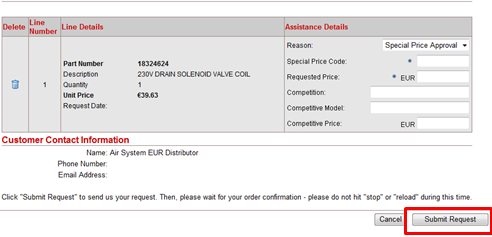 Delete Line Number Line Details Assistance Details
1
Part Number 18324624
Description 230V DRAIN SOLENOID VALVE COIL
Quantity 1
Unit Price €39.63
Request Date:
Reason: Special Price Approval
Special Price Code: *
Requested Price: * EUR
Competition:
Competitive Model:
Competitive Price: EUR
Customer Contact Information
Name: Air System EUR Distributor
Phone Number:
Email Address:
Click "Submit Request" to send us your request. Then, please wait for your order confirmation - please do not hit "stop" or "reload" during this time.
Cancel Submit Request